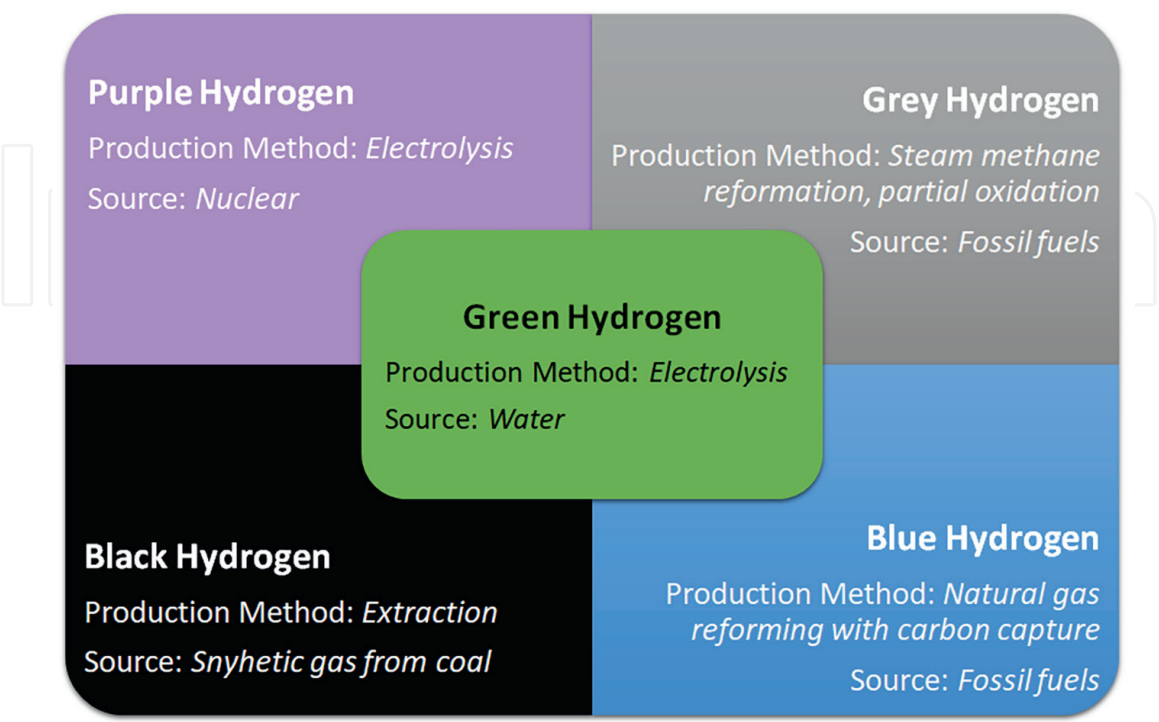 Purple Hydrogen
Production Method: Electrolysis
Source: Nuclear
Grey Hydrogen
Production Method: Steam methane
reformation, partial oxidation
Source: Fossil fuels
Green Hydrogen
Production Method: Electrolysis
Source: Water
Black Hydrogen
Production Method: Extraction
Source: Snyhetic gas from coal
Blue Hydrogen
Production Method: Natural gas
reforming with carbon capture
Source: Fossil fuels